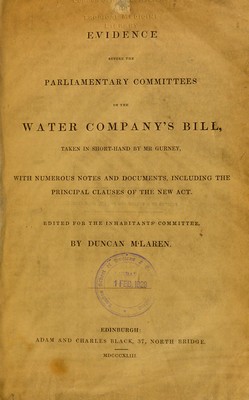 EVIDENCE
BEFORE THE
PARLIAMENTARY COMMITTEES
ON THE
WATER COMPANY'S BILL,
TAKEN IN SHORT-HAND BY MR GURNEY,
WITH NUMEROUS NOTES AND DOCUMENTS, INCLUDING THE
PRINCIPAL CLAUSES OF THE NEW ACT.
EDITED FOR THE INHABITANTS' COMMITTEE,
BY DUNCAN M'LAREN.
EDINBURGH:
ADAM AND CHARLES BLACK, 27, NORTH BRIDGE.
MDCCCXLIII.